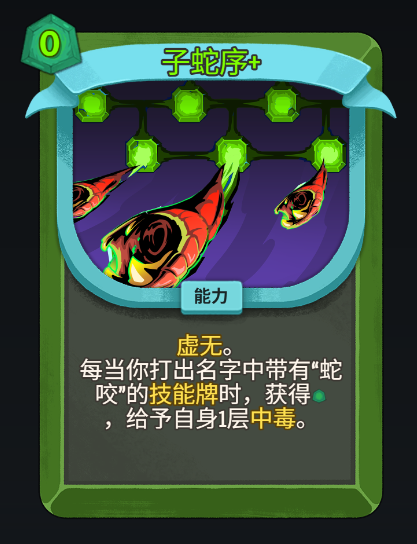 0
子蛇序+
能力
虚无。
每当你打出名字中带有“蛇
咬”的技能牌时，获得
，给予自身1层中毒。